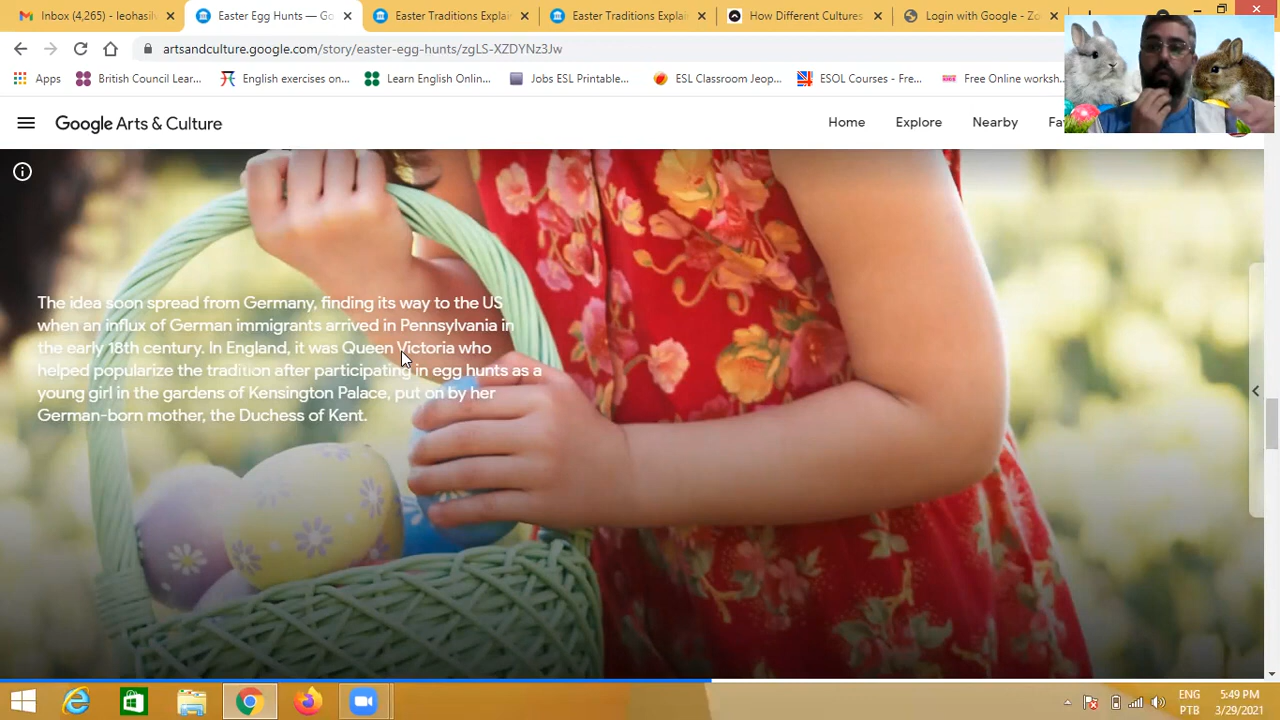 Inbox (4,265) - leohasilv
Easter Egg Hunts — Go
Easter Traditions Explain
Easter Traditions Explain
How Different Cultures
Login with Google - Zo
artsandculture.google.com/story/easter-egg-hunts/zgLS-XZDYNz3Jw
Apps
British Council Lear...
English exercises on...
Learn English Onlin...
Jobs ESL Printable...
ESL Classroom Jeop...
ESOL Courses - Fre...
Free Online worksh...
Google Arts & Culture
Home
Explore
Nearby
The idea soon spread from Germany, finding its way to the US
when an influx of German immigrants arrived in Pennsylvania in
the early 18th century. In England, it was Queen Victoria who
helped popularize the tradition after participating in egg hunts as a
young girl in the gardens of Kensington Palace, put on by her
German-born mother, the Duchess of Kent.
ENG
PTB
5:49 PM
3/29/2021